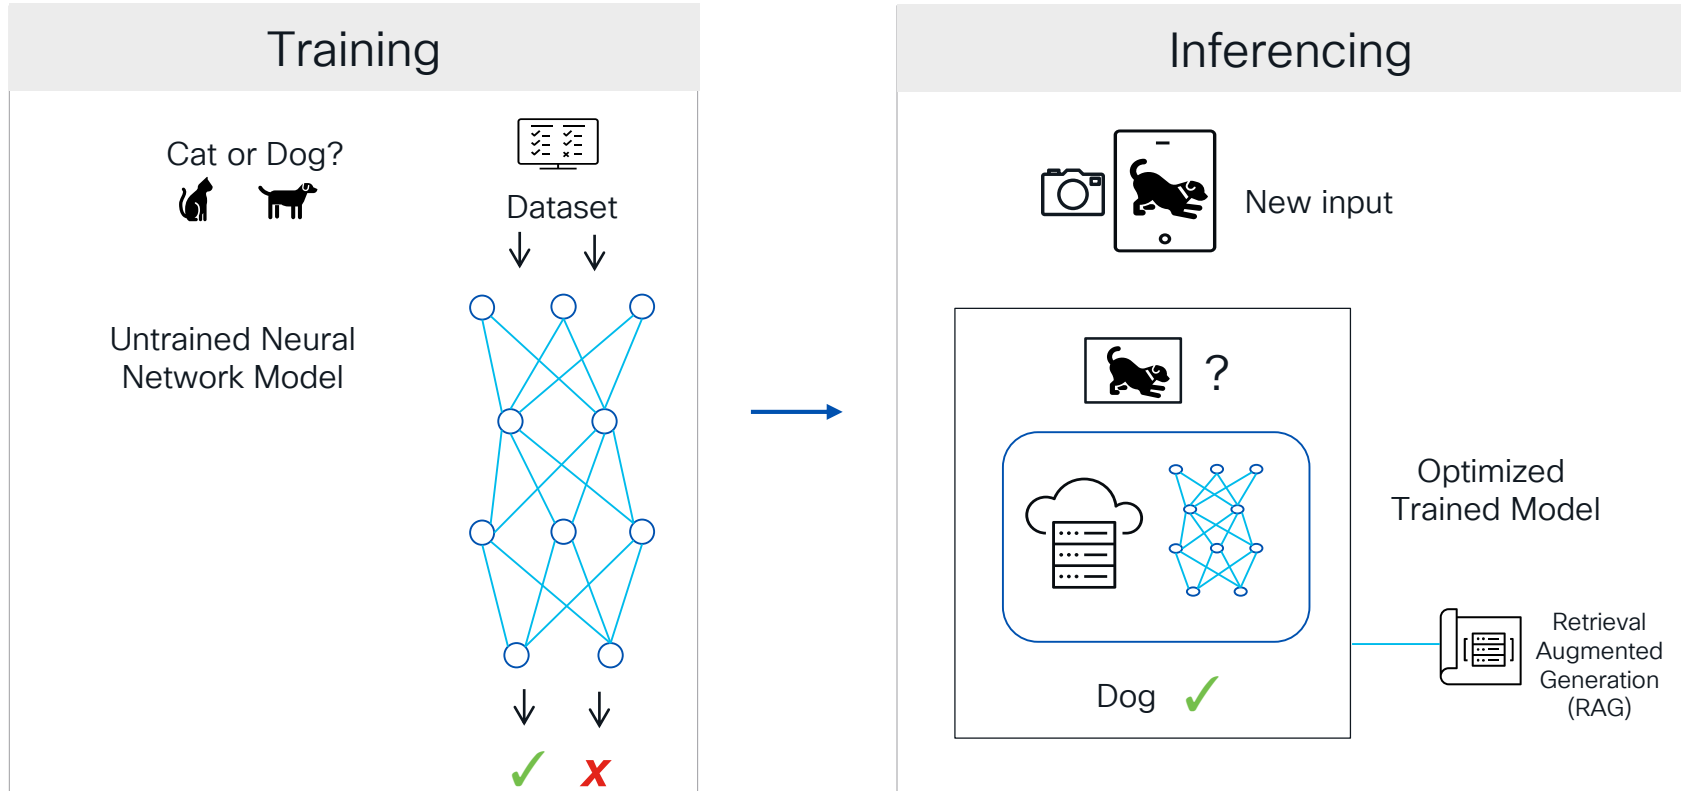 Training
Cat or Dog?
Dataset
Untrained Neural
Network Model
Inferencing
New input
?
Optimized
Trained Model
Dog
Retrieval
Augmented
Generation
(RAG)